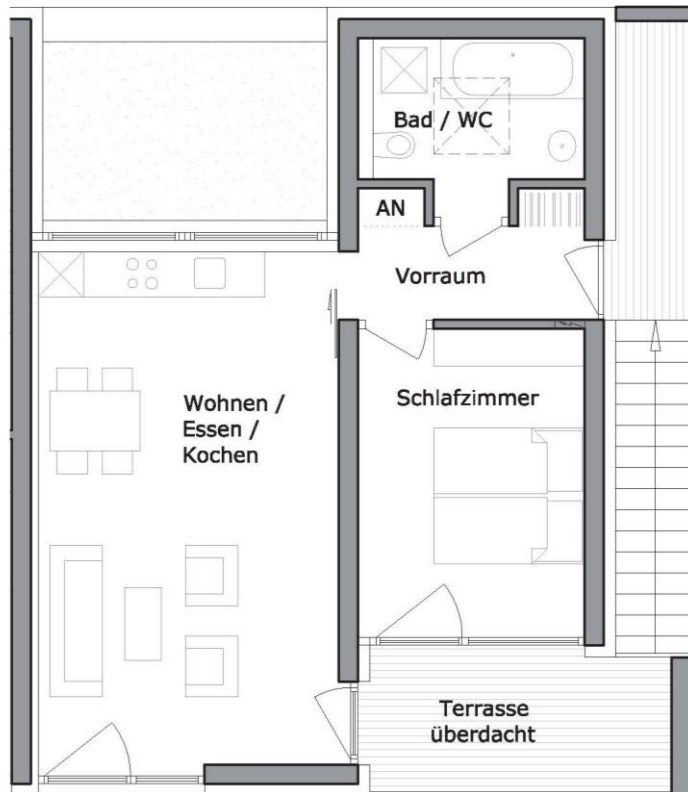 Bad / WC
AN
Vorraum
Wohnen /
Essen /
Kochen
Schlafzimmer
Terrasse
überdacht